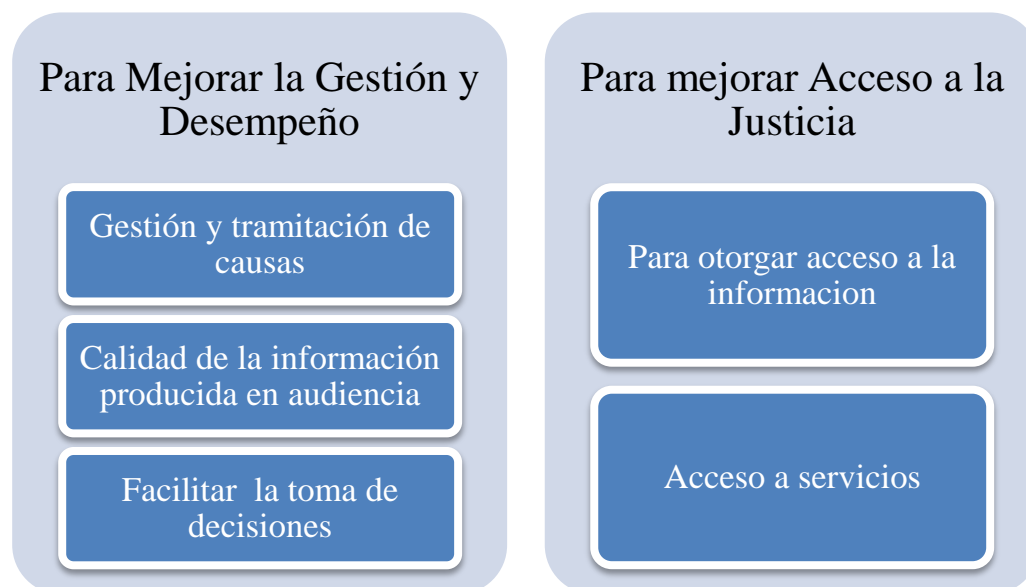 Para Mejorar la Gestión y
Desempeño
Gestión y tramitación de
causas
Calidad de la información
producida en audiencia
Facilitar  la toma de
decisiones
Para mejorar Acceso a la
Justicia
Para otorgar acceso a la
informacion
Acceso a servicios